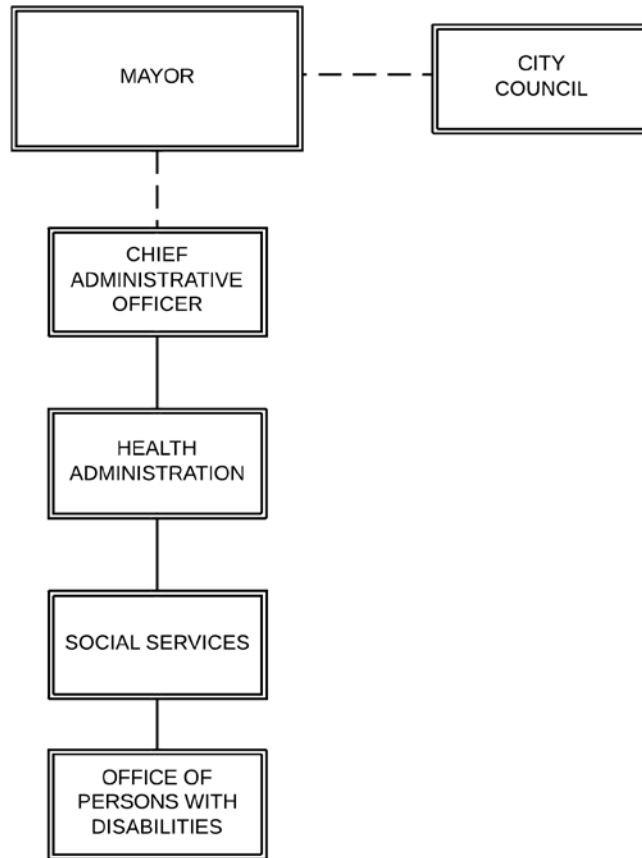 MAYOR
CITY
COUNCIL
CHIEF
ADMINISTRATIVE
OFFICER
HEALTH
ADMINISTRATION
SOCIAL SERVICES
OFFICE OF
PERSONS WITH
DISABILITIES